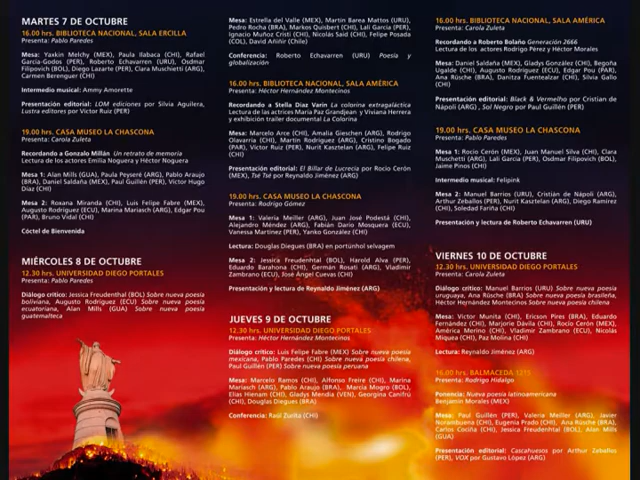 MARTES 7 DE OCTUBRE
16.00 hrs. BIBLIOTECA NACIONAL, SALA ERCILLA
Presenta: Pablo Paredes
Mesa: Yaxkin Melchy (MEX), Paula Ilabaca (CHI), Rafael
García-Godos (PER), Roberto Echavarren (URU), Osdmar
Filipovich (BOL), Diego Lazarte (PER), Clara Muschietti (ARG),
Carmen Berenguer (CHI)
Intermedio musical: Ammy Amorette
Presentación editorial: LOM ediciones por Silvia Aguilera,
Lustra editores por Victor Ruiz (PER)
19.00 hrs. CASA MUSEO LA CHASCONA
Presenta: Carola Zuleta
Recordando a Gonzalo Millán Un retrato de memoria
Lectura de los actores Emilia Noguera y Héctor Noguera
Mesa 1: Alan Mills (GUA), Paula Peyseré (ARG), Pablo Araujo
(BRA), Daniel Saldaña (MEX), Paul Guillén (PER), Victor Hugo
Díaz (CHI)
Mesa 2: Roxana Miranda (CHI), Luis Felipe Fabre (MEX),
Augusto Rodríguez (ECU), Marina Mariasch (ARG), Edgar Pou
(PAR), Bruno Vidal (CHI)
Cóctel de Bienvenida
MIÉRCOLES 8 DE OCTUBRE
12.30 hrs. UNIVERSIDAD DIEGO PORTALES
Presenta: Pablo Paredes
Diálogo crítico: Jessica Freudenthal (BOL) Sobre nueva poesía
boliviana, Augusto Rodríguez (ECU) Sobre nueva poesía
ecuatoriana, Alan Mills (GUA) Sobre nueva poesía
guatemalteca
Mesa: Estrella del Valle (MEX), Martin Barea Mattos (URU),
Pedro Rocha (BRA), Markos Quinbert (CHI), Lali García (PER),
Ignacio Muñoz Cristi (CHI), Nicolás Said (CHI), Felipe Posada
(COL), David Añiñir (Chile)
Conferencia: Roberto Echavarren (URU) Poesía y
globalización
16.00 hrs. BIBLIOTECA NACIONAL, SALA AMÉRICA
Presenta: Héctor Hernández Montecinos
Recordando a Stella Díaz Varín La colorina extragaláctica
Lectura de las actrices María Paz Grandjean y Viviana Herrera
y exhibición trailer documental La Colorina
Mesa: Marcelo Arce (CHI), Amalia Gieschen (ARG), Rodrigo
Olavarría (CHI), Martín Rodríguez (ARG), Cristino Bogado
(PAR), Victor Ruiz (PER), Nurit Kasztelan (ARG), Felipe Ruiz
(CHI)
Presentación editorial: El Billar de Lucrecia por Rocío Cerón
(MEX), Tsé Tsé por Reynaldo Jiménez (ARG)
19.00 hrs. CASA MUSEO LA CHASCONA
Presenta: Rodrigo Gómez
Mesa 1: Valeria Meiller (ARG), Juan José Podestá (CHI),
Alejandro Méndez (ARG), Fabián Darío Mosquera (ECU),
Vanessa Martínez (PER), Yanko González (CHI)
Lectura: Douglas Diegues (BRA) en portúnhol selvagem
Mesa 2: Jessica Freudenhtal (BOL), Harold Alva (PER),
Eduardo Barahona (CHI), Germán Rosati (ARG), Vladimir
Zambrano (ECU), José Ángel Cuevas (CHI)
Presentación y lectura de Reynaldo Jiménez (ARG)
JUEVES 9 DE OCTUBRE
12.30 hrs. UNIVERSIDAD DIEGO PORTALES
Presenta: Héctor Hernández Montecinos
Diálogo crítico: Luis Felipe Fabre (MEX) Sobre nueva poesía
mexicana, Pablo Paredes (CHI) Sobre nueva poesía chilena,
Paul Guillén (PER) Sobre nueva poesía peruana
Mesa: Marcelo Ramos (CHI), Alfonso Freire (CHI), Marina
Mariasch (ARG), Pablo Araujo (BRA), Marcia Mogro (BOL),
Elías Hienam (CHI), Gladys Mendía (VEN), Georgina Canifrú
(CHI), Douglas Diegues (BRA)
Conferencia: Raúl Zurita (CHI)
16.00 hrs. BIBLIOTECA NACIONAL, SALA AMÉRICA
Presenta: Carola Zuleta
Recordando a Roberto Bolaño Generación 2666
Lectura de los actores Rodrigo Pérez y Héctor Morales
Mesa: Daniel Saldaña (MEX), Gladys González (CHI), Begoña
Ugalde (CHI), Augusto Rodríguez (ECU), Edgar Pou (PAR),
Ana Rüsche (BRA), Danitza Fuentealzar (CHI), Silvia Gallo
(CHI)
Presentación editorial: Black & Vermelho por Cristian de
Nápoli (ARG), Sol Negro por Paul Guillén (PER)
19.00 hrs. CASA MUSEO LA CHASCONA
Presenta: Pablo Paredes
Mesa 1: Rocío Cerón (MEX), Juan Manuel Silva (CHI), Clara
Muschetti (ARG), Lali García (PER), Osdmar Filipovich (BOL),
Jaime Pinos (CHI)
Intermedio musical: Felipink
Mesa 2: Manuel Barrios (URU), Cristián de Nápoli (ARG),
Arthur Zeballos (PER), Nurit Kasztelan (ARG), Diego Ramírez
(CHI), Soledad Fariña (CHI)
Presentación y lectura de Roberto Echavarren (URU)
VIERNES 10 DE OCTUBRE
12.30 hrs. UNIVERSIDAD DIEGO PORTALES
Presenta: Carola Zuleta
Diálogo crítico: Manuel Barrios (URU) Sobre nueva poesía
uruguaya, Ana Rüsche (BRA) Sobre nueva poesía brasileña,
Héctor Hernández Montecinos Sobre nueva poesía chilena
Mesa: Victor Munita (CHI), Ericson Pires (BRA), Eduardo
Fernández (CHI), Marjorie Dávila (CHI), Rocío Cerón (MEX),
América Merino (CHI), Vladimir Zambrano (ECU), Nicolás
Miquea (CHI), Paz Molina (CHI)
Lectura: Reynaldo Jiménez (ARG)
16.00 hrs. BALMACEDA 1215
Presenta: Rodrigo Hidalgo
Ponencia: Nueva poesía latinoamericana
Benjamín Morales (MEX)
Mesa: Paul Guillén (PER), Valeria Meiller (ARG), Javier
Norambuena (CHI), Eugenia Prado (CHI), Ana Rüsche (BRA),
Carlos Cociña (CHI), Jessica Freudental (BOL), Alan Mills
(GUA)
Presentación editorial: Cascahuesos por Arthur Zeballos
(PER), VOX por Gustavo López (ARG)